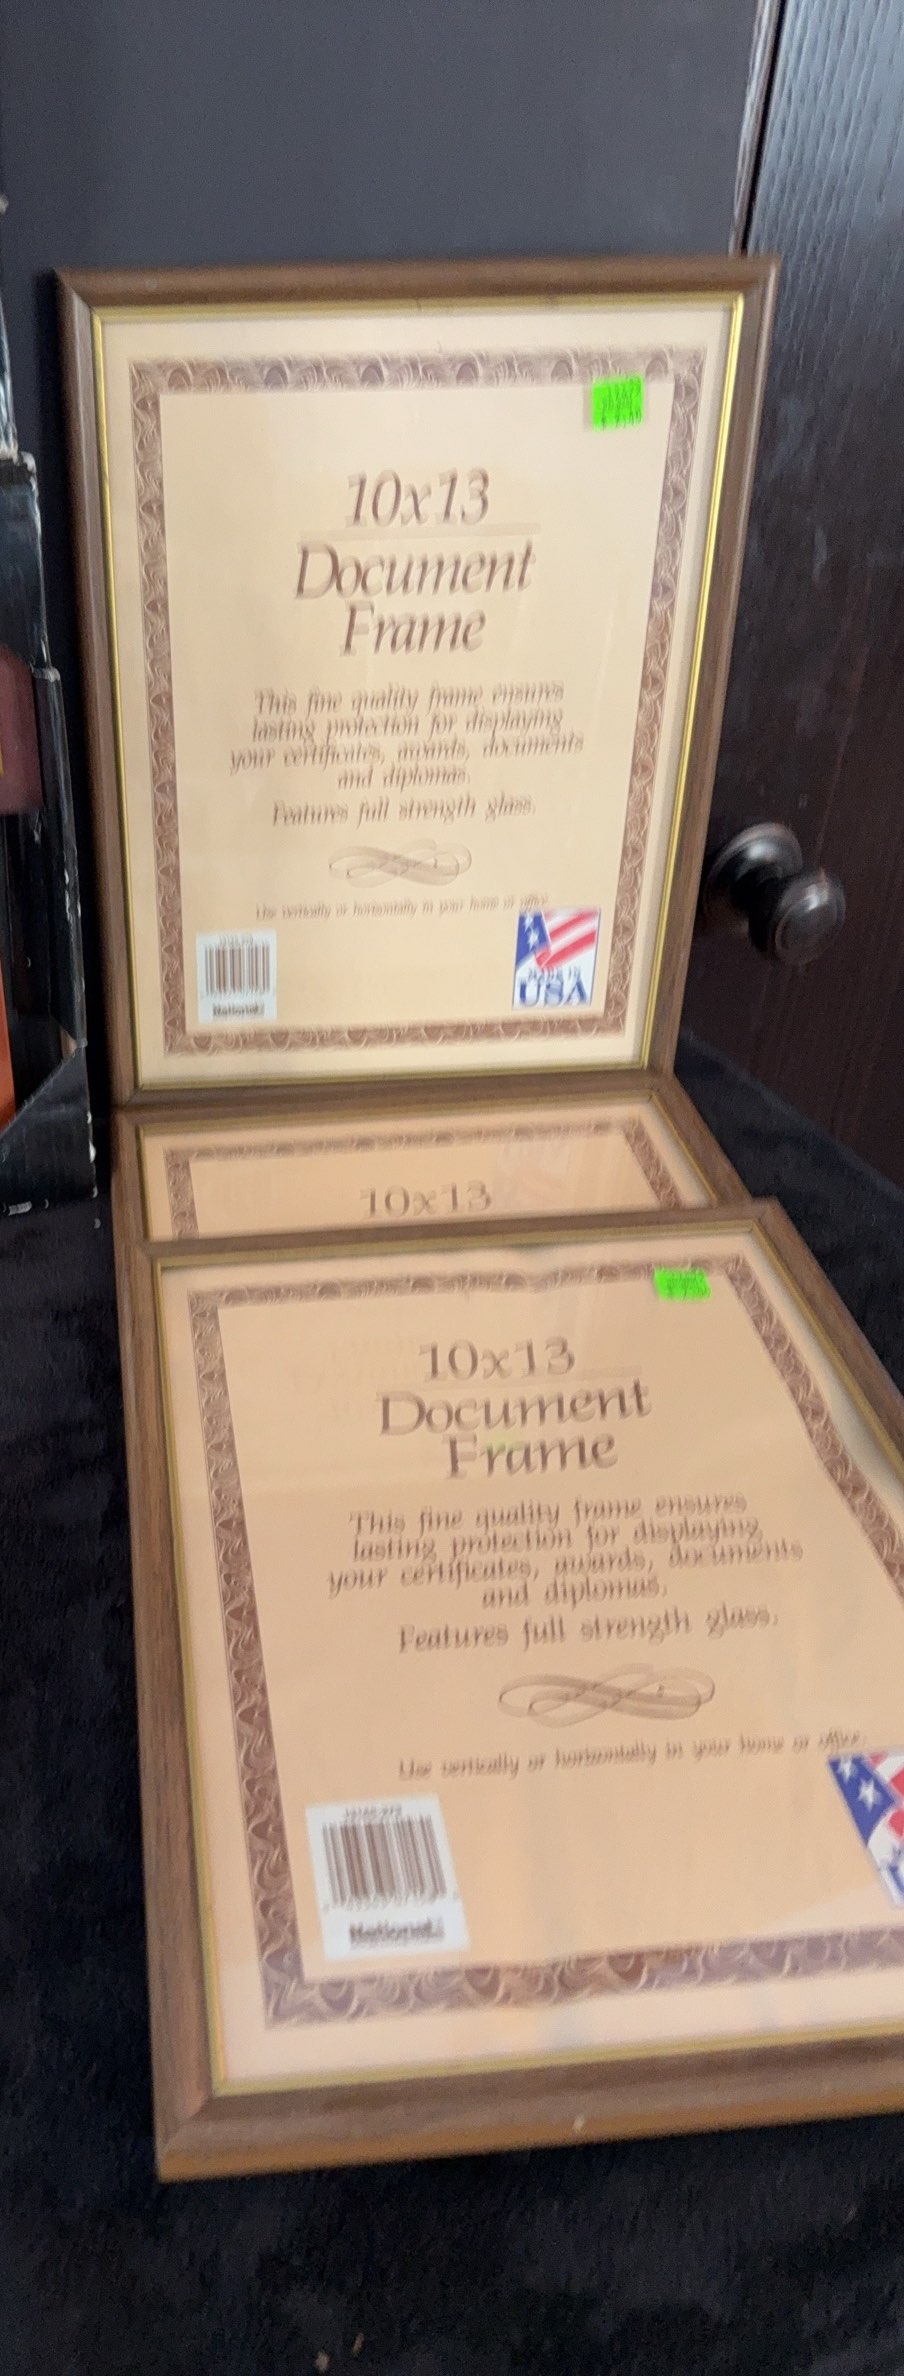 10x13
Document
Frame
This fine quality frame ensures
lasting protection for displaying
your certificates, awards, documents
and diplomas.
Features full strength glass.
Use vertically or horizontally in your home or office.
National
MADE IN
USA
10x13
10x13
Document
Frame
This fine quality frame ensures
lasting protection for displaying
your certificates, awards, documents
and diplomas.
Features full strength glass.
Use vertically or horizontally in your home or office.
National